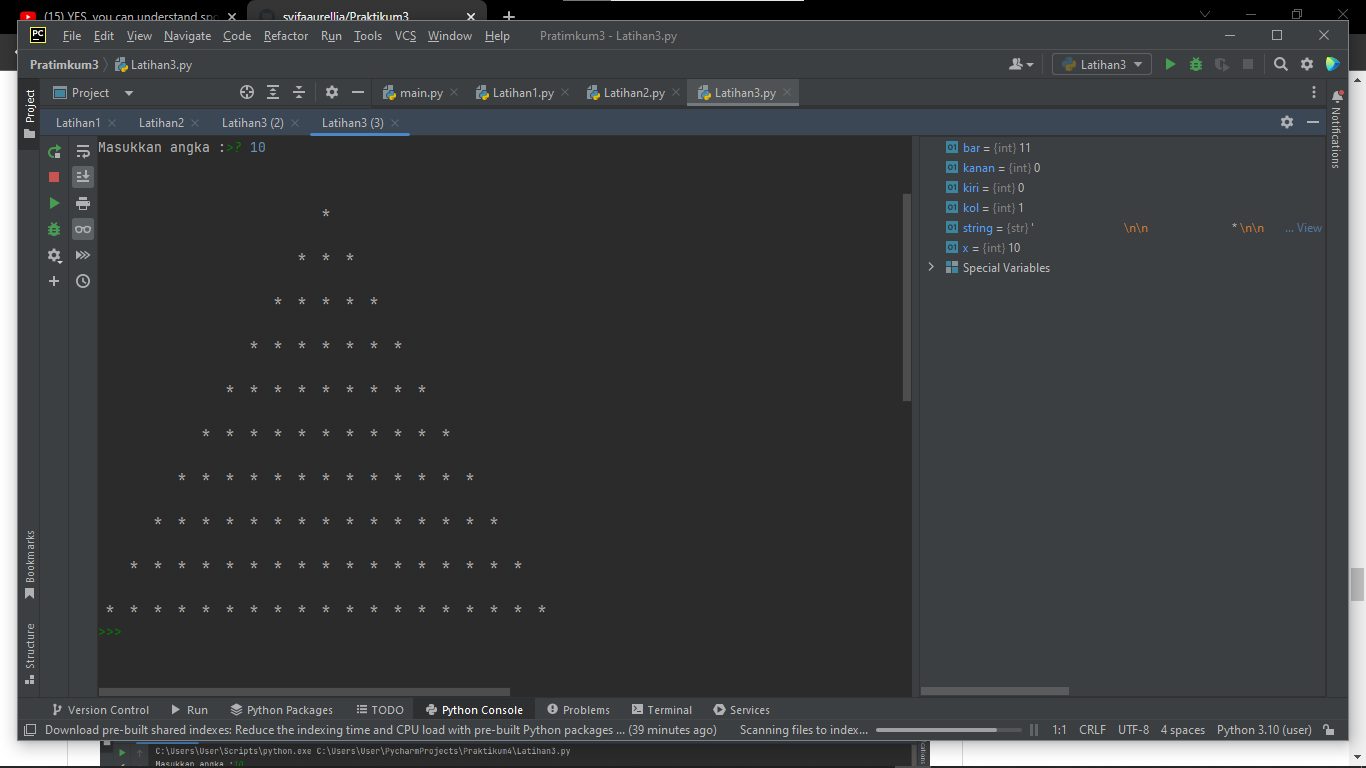 (15) YES, you can understand spe
syifaaurellia/Praktikum3
PC File Edit View Navigate Code Refactor Run Tools VCS Window Help Pratimkum3 - Latihan3.py
Pratimkum3 Latihan3.py Latihan3
Project main.py Latihan1.py Latihan2.py Latihan3.py
Latihan1 Latihan2 Latihan3 (2) Latihan3 (3)
Project
Notifications
Bookmarks
Structure
Masukkan angka :>? 10
*
* * *
* * * * *
* * * * * * *
* * * * * * * * *
* * * * * * * * * * *
* * * * * * * * * * * * *
* * * * * * * * * * * * * * *
* * * * * * * * * * * * * * * * *
* * * * * * * * * * * * * * * * * * *
>>>
bar = {int} 11
kanan = {int} 0
kiri = {int} 0
kol = {int} 1
string = {str} ' \n\n * \n\n ... View
x = {int} 10
Special Variables
Version Control Run Python Packages TODO Python Console Problems Terminal Services
Download pre-built shared indexes: Reduce the indexing time and CPU load with pre-built Python packages ... (39 minutes ago) Scanning files to index... 1:1 CRLF UTF-8 4 spaces Python 3.10 (user)
C:\Users\User\Scripts\python.exe C:\Users\User\PycharmProjects\Praktikum4\Latihan3.py
Masukkan angka :10